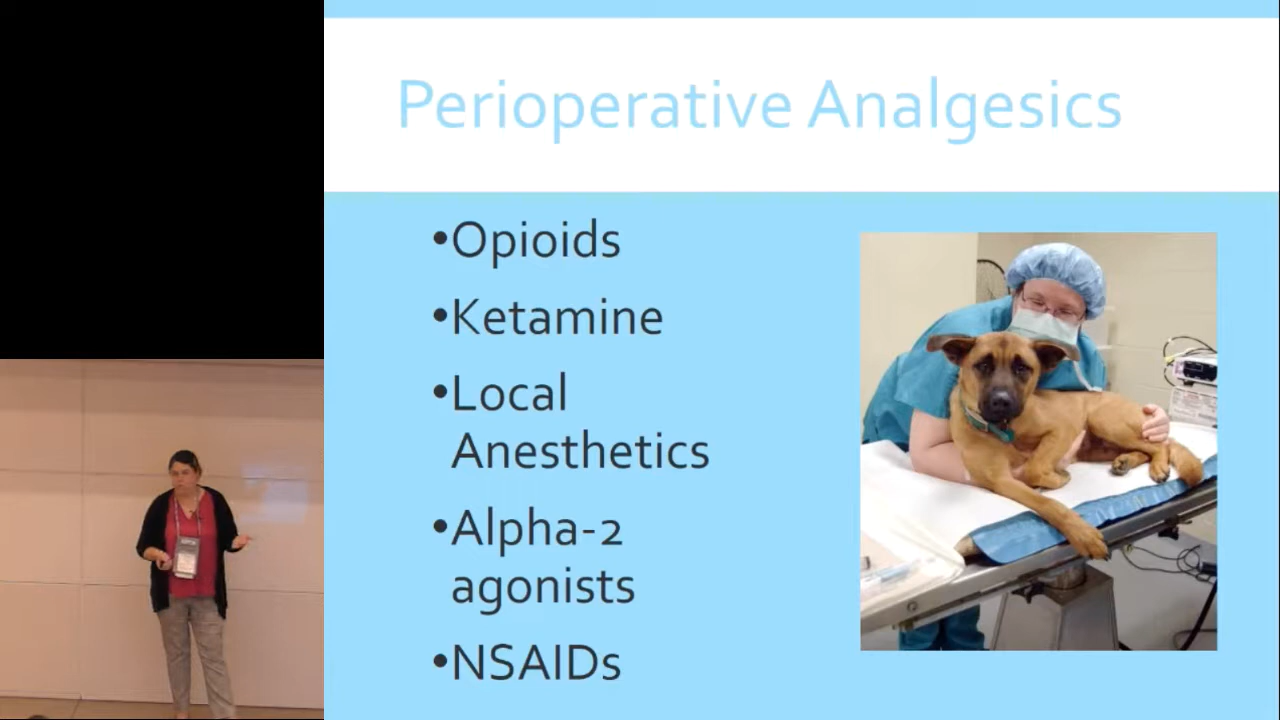 Perioperative Analgesics
•Opioids
•Ketamine
•Local
Anesthetics
•Alpha-2
agonists
•NSAIDs